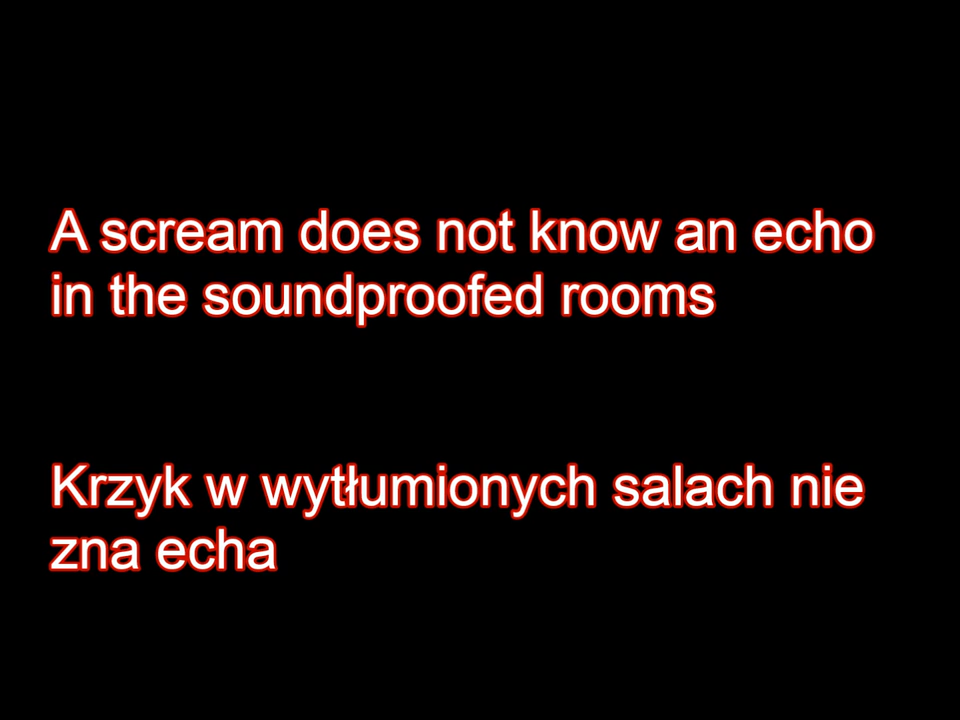 A scream does not know an echo
in the soundproofed rooms
Krzyk w wytłumionych salach nie
zna echa